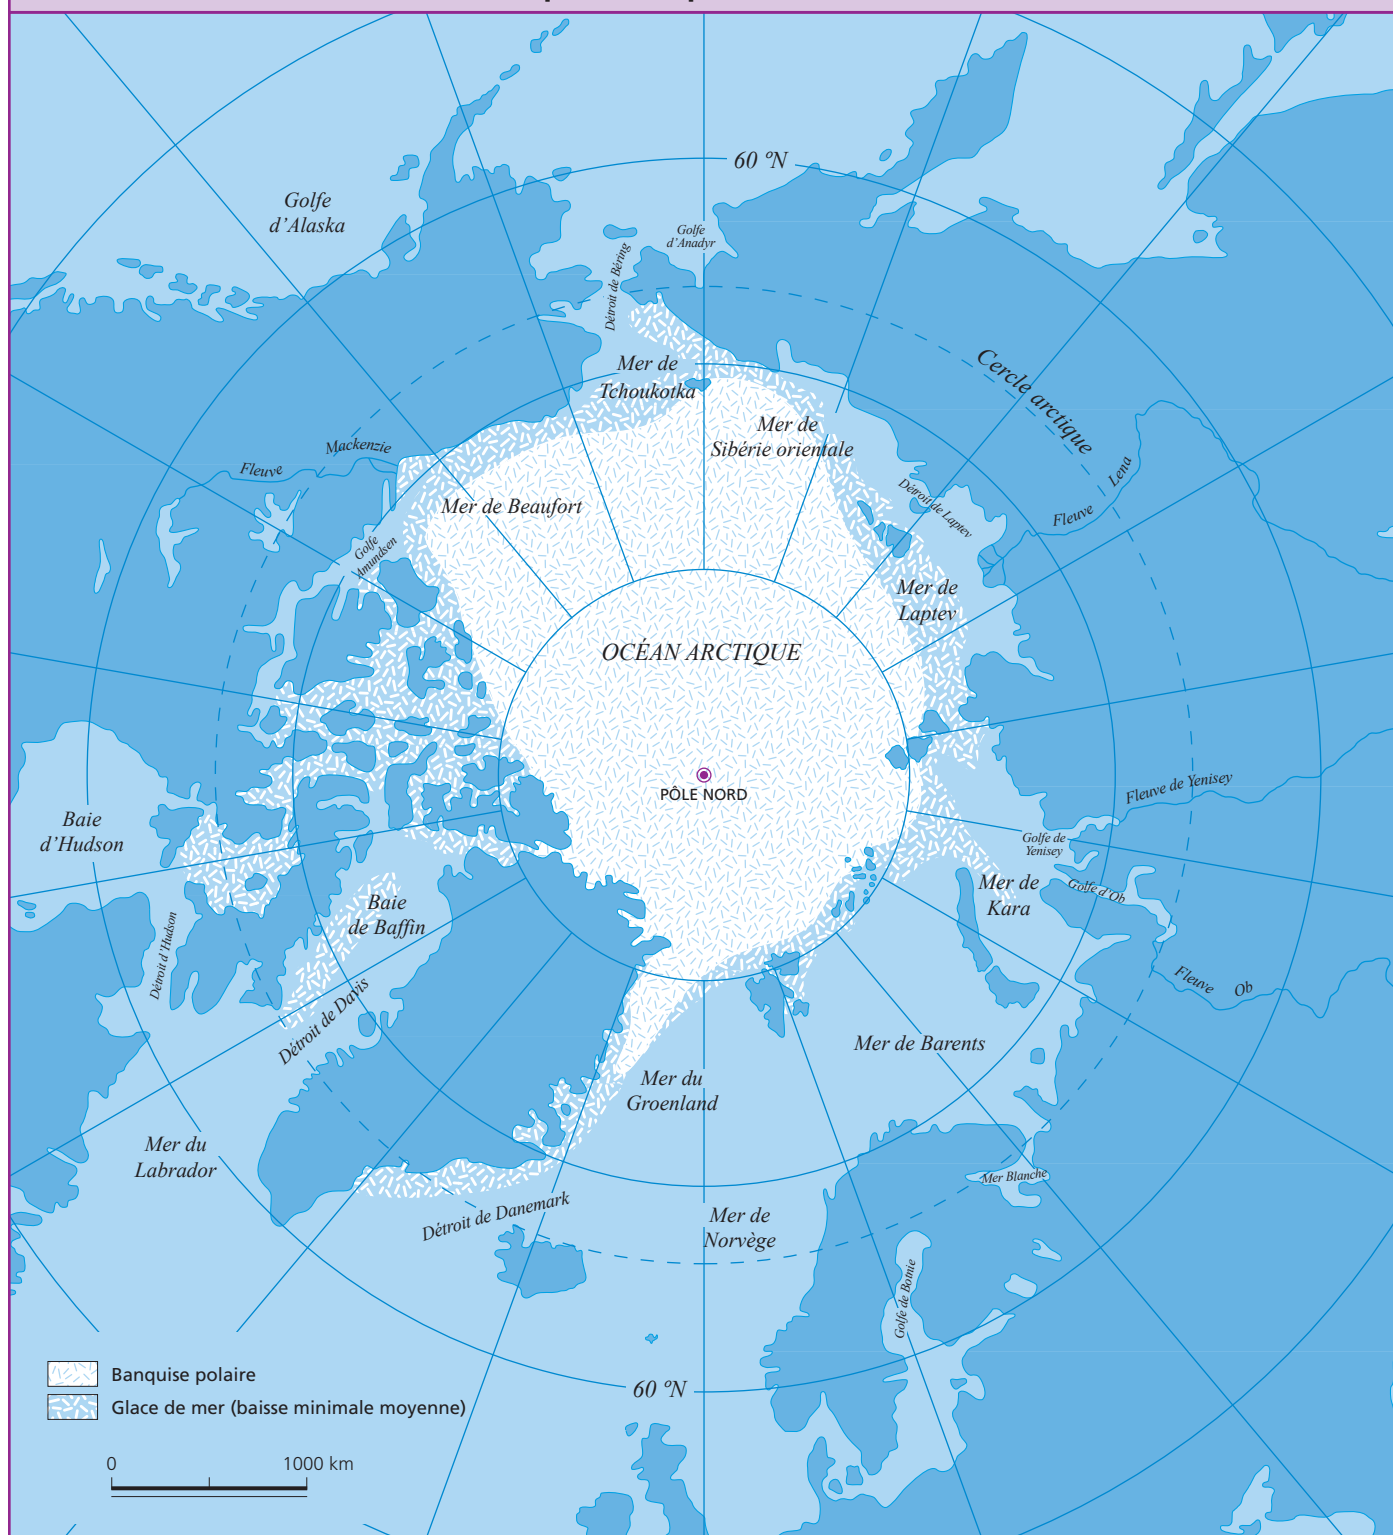 60 ºN
Golfe
d’Alaska
Golfe
d’Anadyr
Détroit de Béring
Mer de
Tchoukotka
Cercle arctique
Mer de
Sibérie orientale
Fleuve
Mackenzie
Fleuve
Lena
Détroit de Laptev
Mer de Beaufort
Golfe
Amundsen
Mer de
Laptev
OCÉAN ARCTIQUE
PÔLE NORD
Fleuve de Yenisey
Baie
d’Hudson
Golfe de
Yenisey
Mer de
Kara
Golfe d’Ob
Baie
de Baffin
Détroit d’Hudson
Fleuve
Ob
Détroit de Davis
Mer de Barents
Mer du
Groenland
Mer du
Labrador
Mer Blanche
Détroit de Danemark
Mer de
Norvège
Golfe de Botnie
60 ºN
Banquise polaire
Glace de mer (baisse minimale moyenne)
0
1000 km